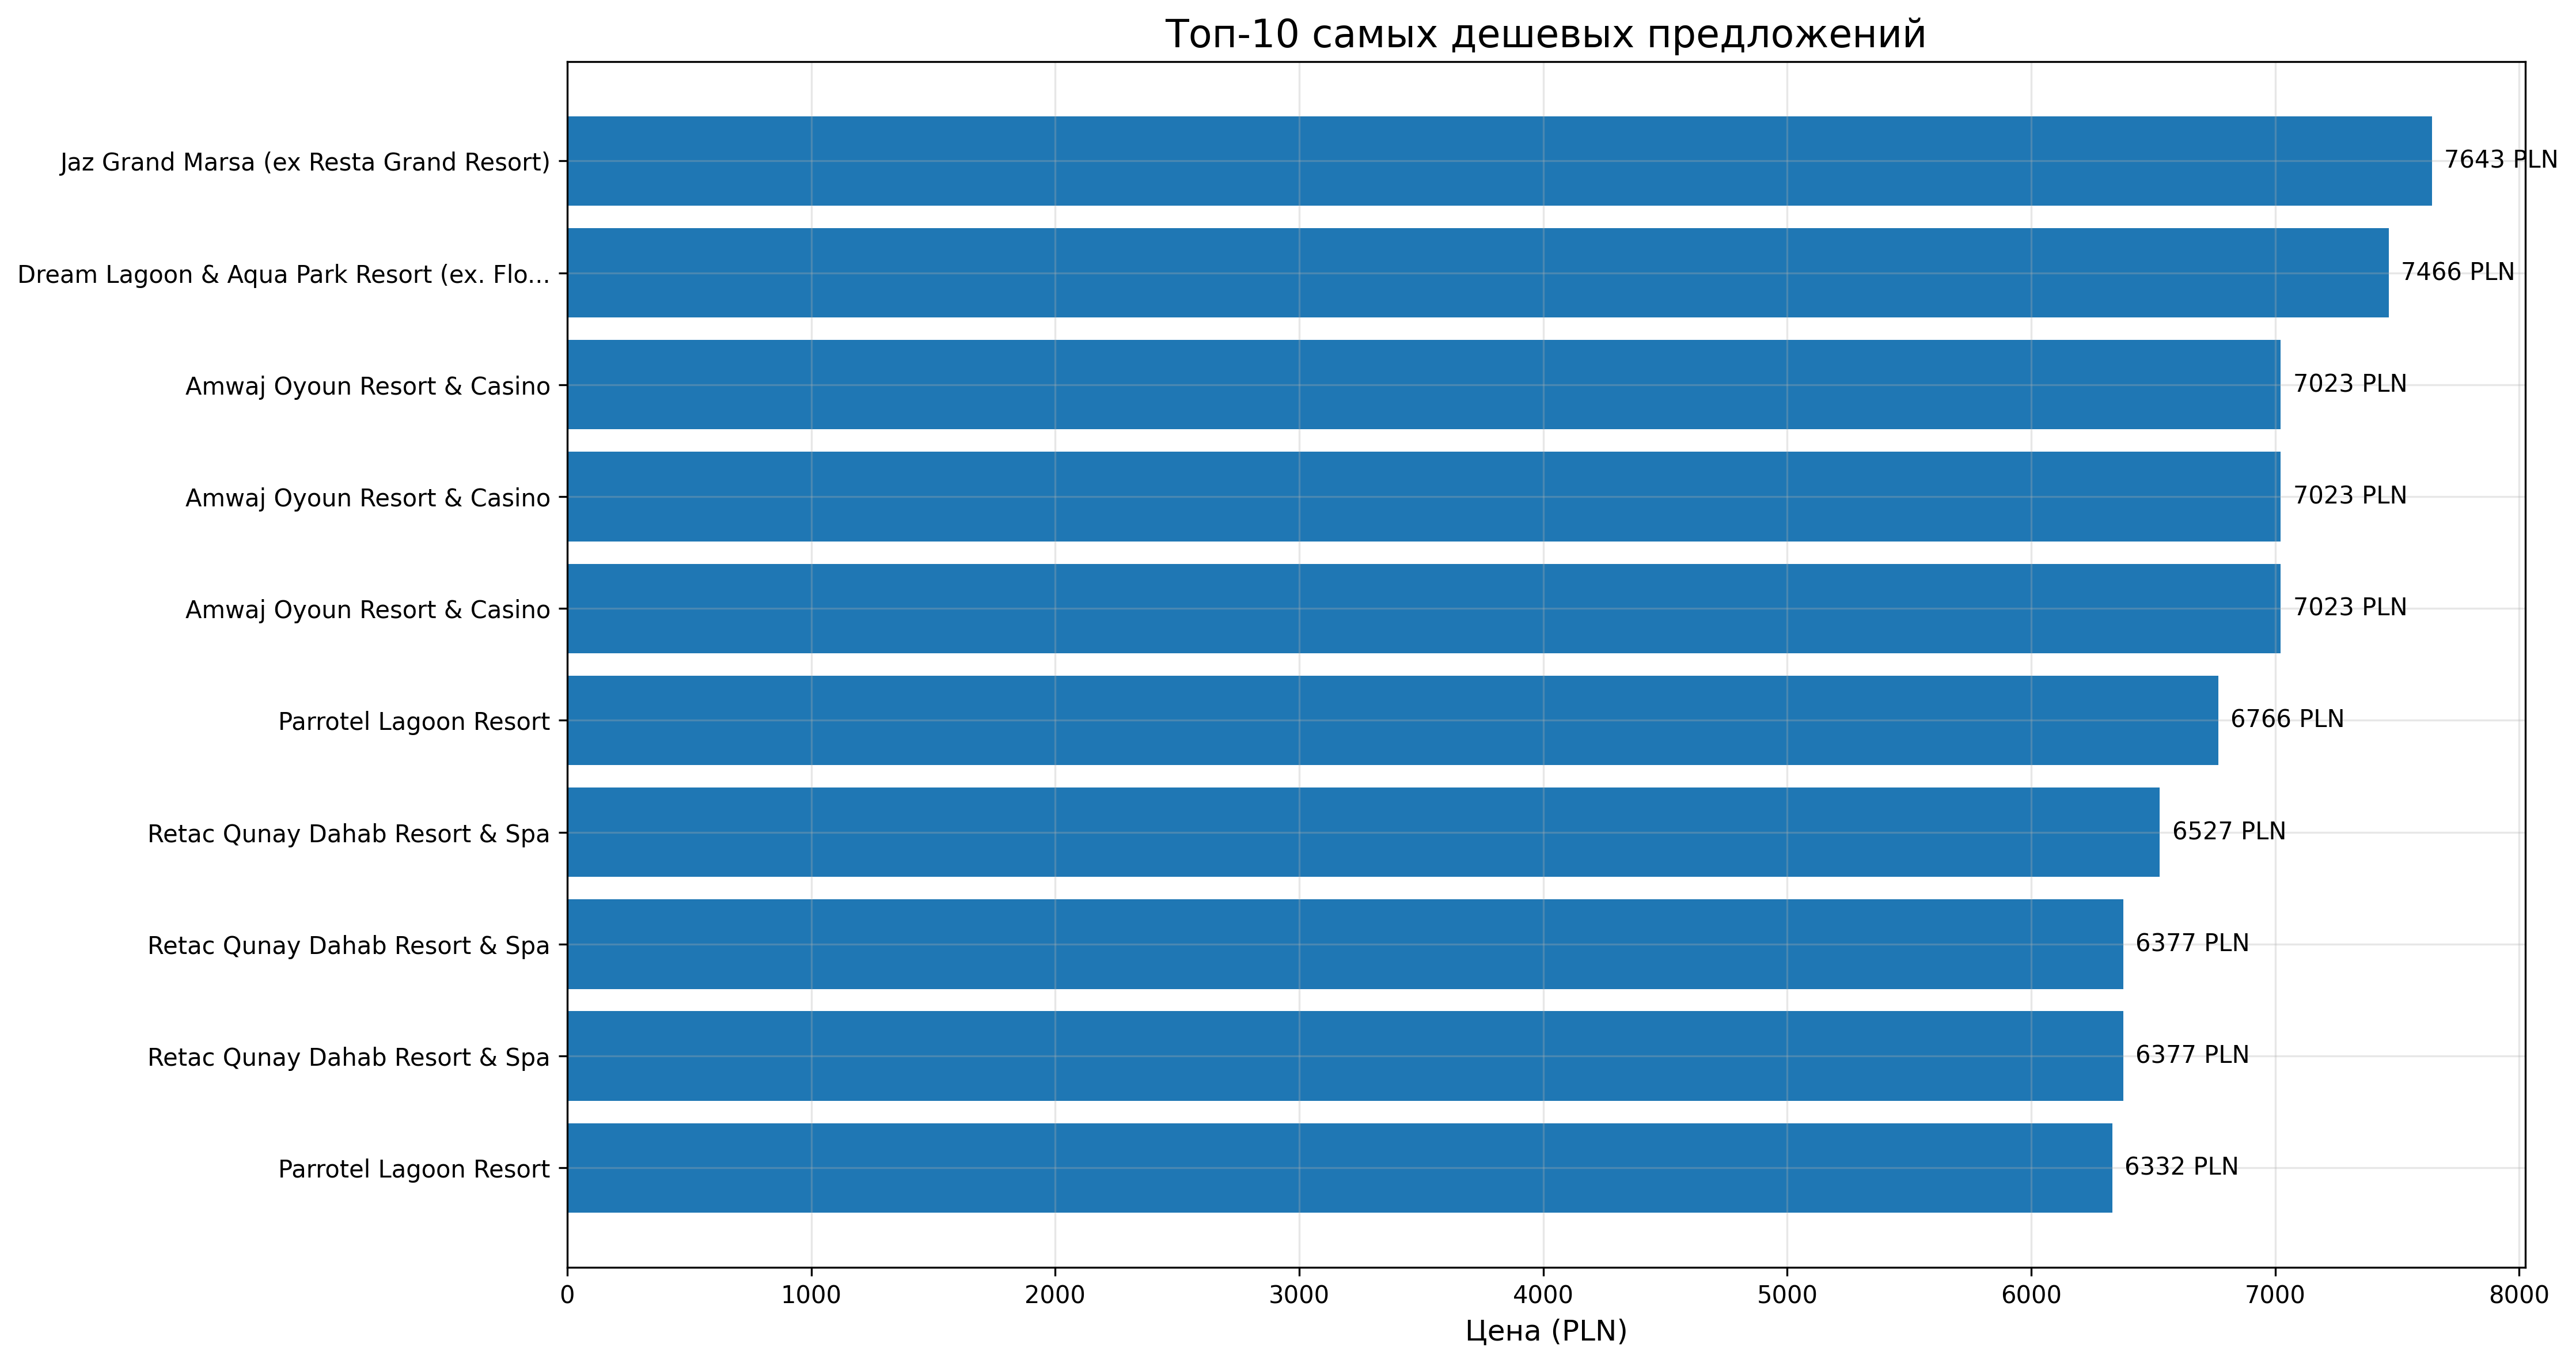 Топ-10 самых дешевых предложений
Jaz Grand Marsa (ex Resta Grand Resort)
7643 PLN
Dream Lagoon & Aqua Park Resort (ex. Flo...
7466 PLN
Amwaj Oyoun Resort & Casino
7023 PLN
Amwaj Oyoun Resort & Casino
7023 PLN
Amwaj Oyoun Resort & Casino
7023 PLN
Parrotel Lagoon Resort
6766 PLN
Retac Qunay Dahab Resort & Spa
6527 PLN
Retac Qunay Dahab Resort & Spa
6377 PLN
Retac Qunay Dahab Resort & Spa
6377 PLN
Parrotel Lagoon Resort
6332 PLN
0 1000 2000 3000 4000 5000 6000 7000 8000
Цена (PLN)